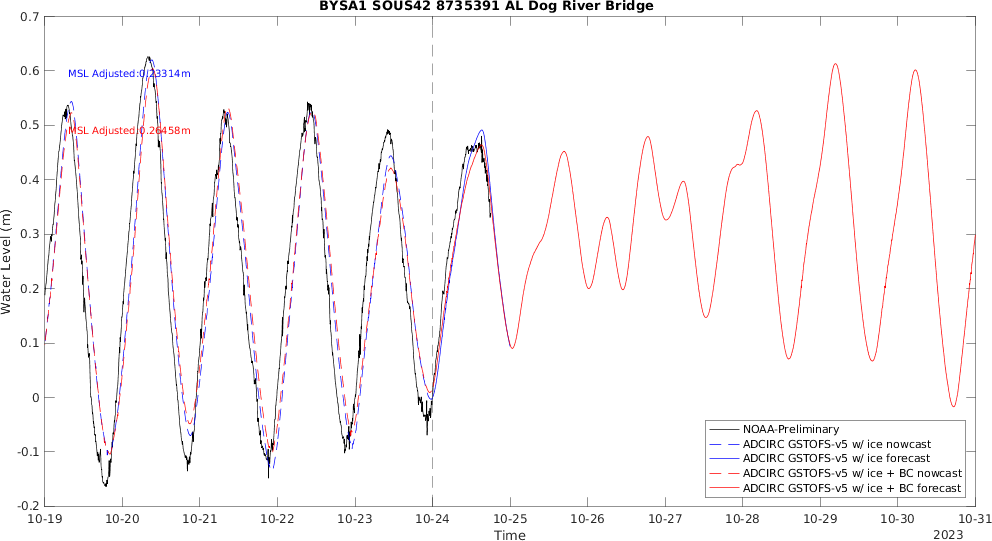 BYSA1 SOUS42 8735391 AL Dog River Bridge
0.7
0.6
0.5
0.4
0.3
0.2
0.1
0
-0.1
-0.2
Water Level (m)
MSL Adjusted:0.23314m
MSL Adjusted:0.26458m
NOAA-Preliminary
ADCIRC GSTOFS-v5 w/ ice nowcast
ADCIRC GSTOFS-v5 w/ ice forecast
ADCIRC GSTOFS-v5 w/ ice + BC nowcast
ADCIRC GSTOFS-v5 w/ ice + BC forecast
10-19 10-20 10-21 10-22 10-23 10-24 10-25 10-26 10-27 10-28 10-29 10-30 10-31
Time
2023